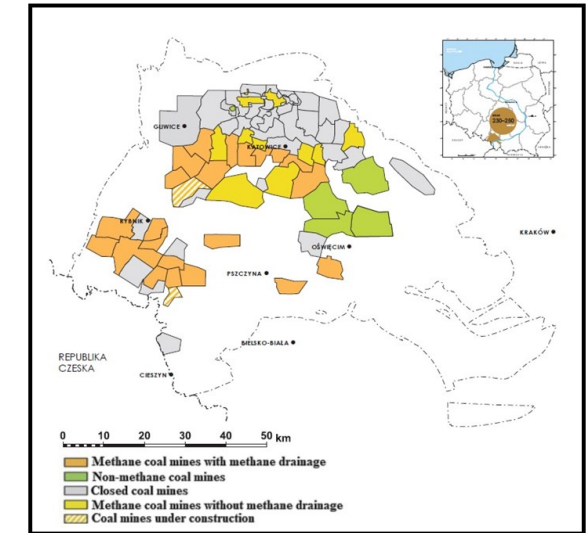 230-250
GLIWICE
KATOWICE
RYBNIK
OŚWIĘCIM
KRAKÓW
PSZCZYNA
BIELSKO-BIAŁA
REPUBLIKA
CZESKA
CIESZYN
0 10 20 30 40 50 km
Methane coal mines with methane drainage
Non-methane coal mines
Closed coal mines
Methane coal mines without methane drainage
Coal mines under construction